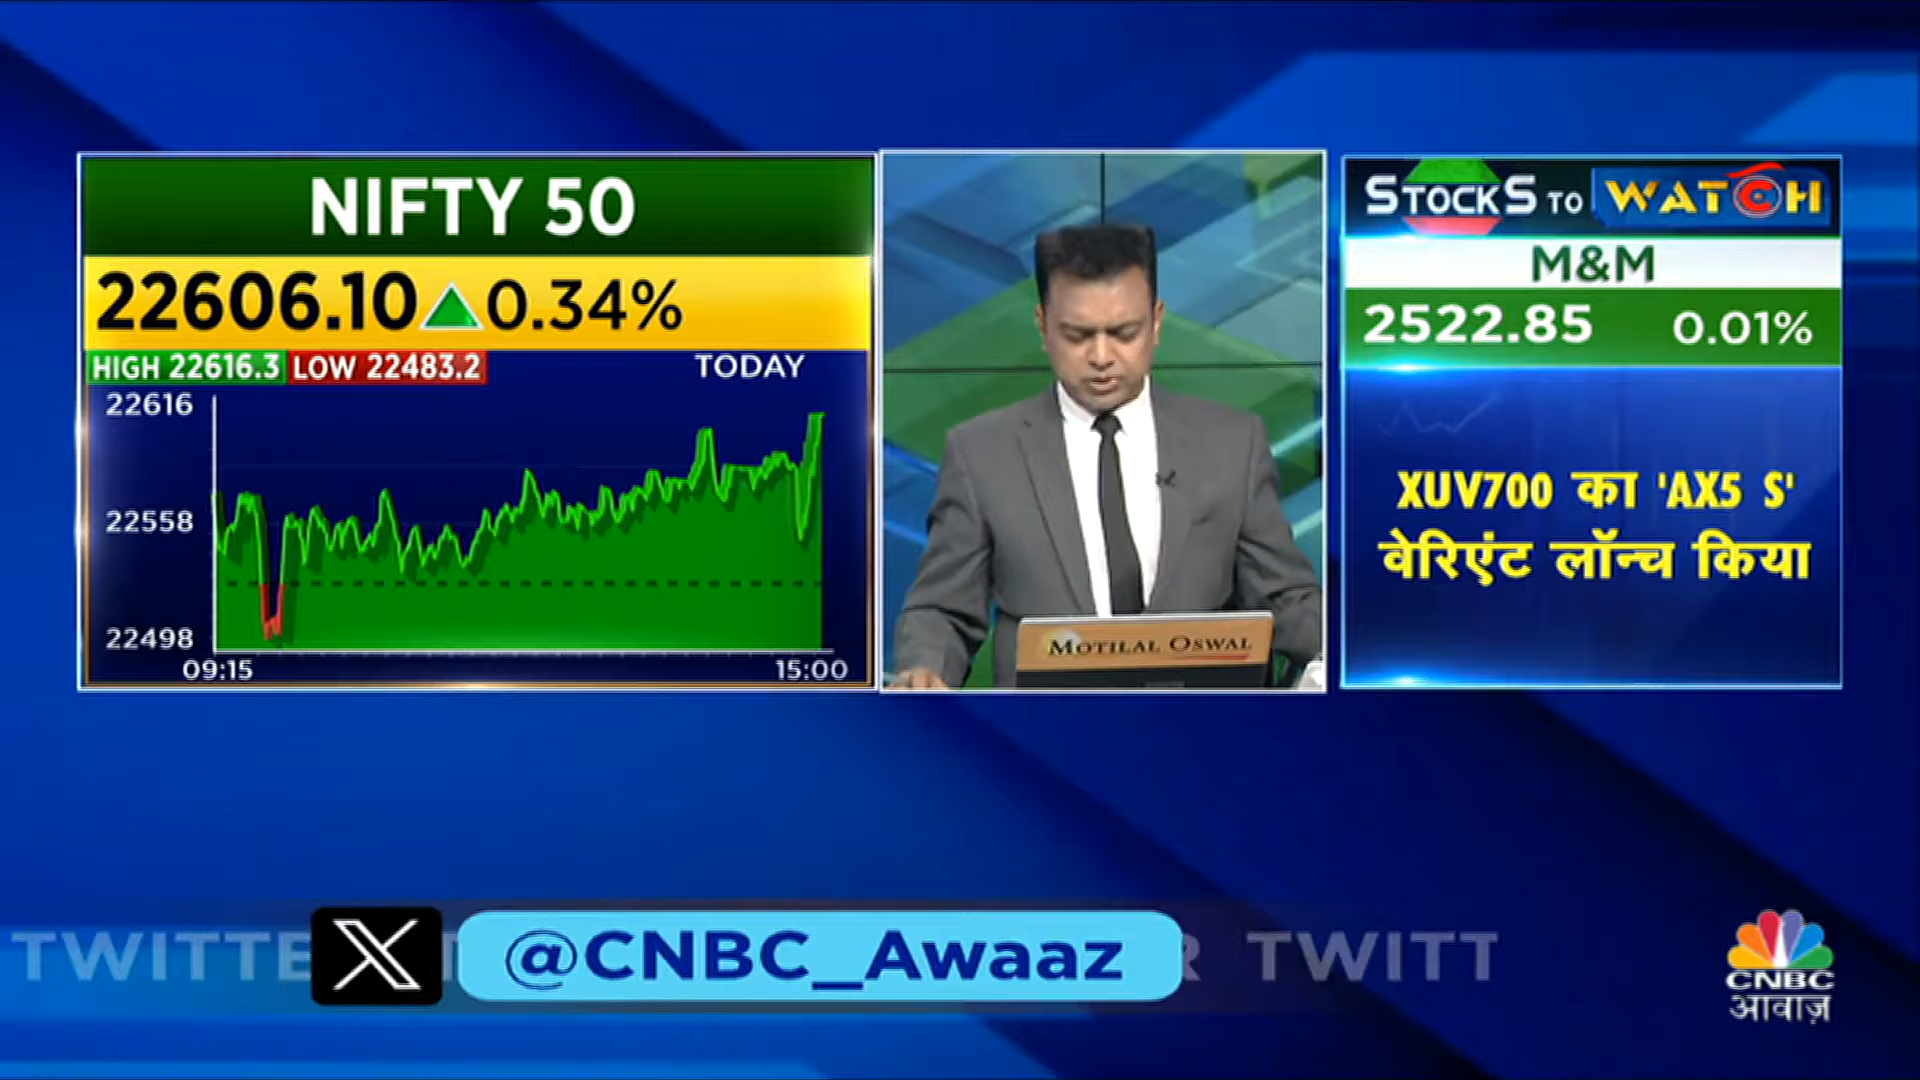 NIFTY 50
22606.10 0.34%
HIGH 22616.3 LOW 22483.2 TODAY
22616
22558
22498
09:15 15:00
MOTILAL OSWAL
STOCKS TO WATCH
M&M
2522.85 0.01%
XUV700 का 'AX5 S'
वेरिएंट लॉन्च किया
TWITTE @CNBC_Awaaz R TWITT
CNBC
आवाज़